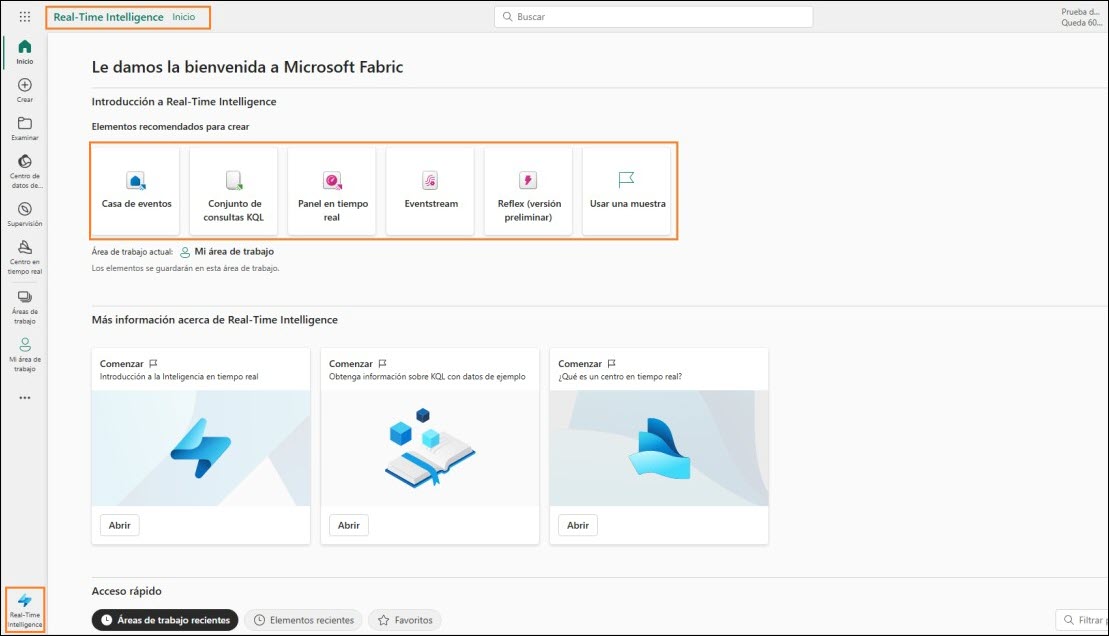 Real-Time Intelligence Inicio
Buscar
Prueba d...
Queda 60...
Inicio
Crear
Examinar
Centro de
datos de...
Supervisión
Centro en
tiempo real
Áreas de
trabajo
Mi área de
trabajo
Real-Time
Intelligence
Le damos la bienvenida a Microsoft Fabric
Introducción a Real-Time Intelligence
Elementos recomendados para crear
Casa de eventos
Conjunto de
consultas KQL
Panel en tiempo
real
Eventstream
Reflex (versión
preliminar)
Usar una muestra
Área de trabajo actual: Mi área de trabajo
Los elementos se guardarán en esta área de trabajo.
Más información acerca de Real-Time Intelligence
Comenzar
Introducción a la Inteligencia en tiempo real
Abrir
Comenzar
Obtenga información sobre KQL con datos de ejemplo
Abrir
Comenzar
¿Qué es un centro en tiempo real?
Abrir
Acceso rápido
Áreas de trabajo recientes Elementos recientes Favoritos
Filtrar